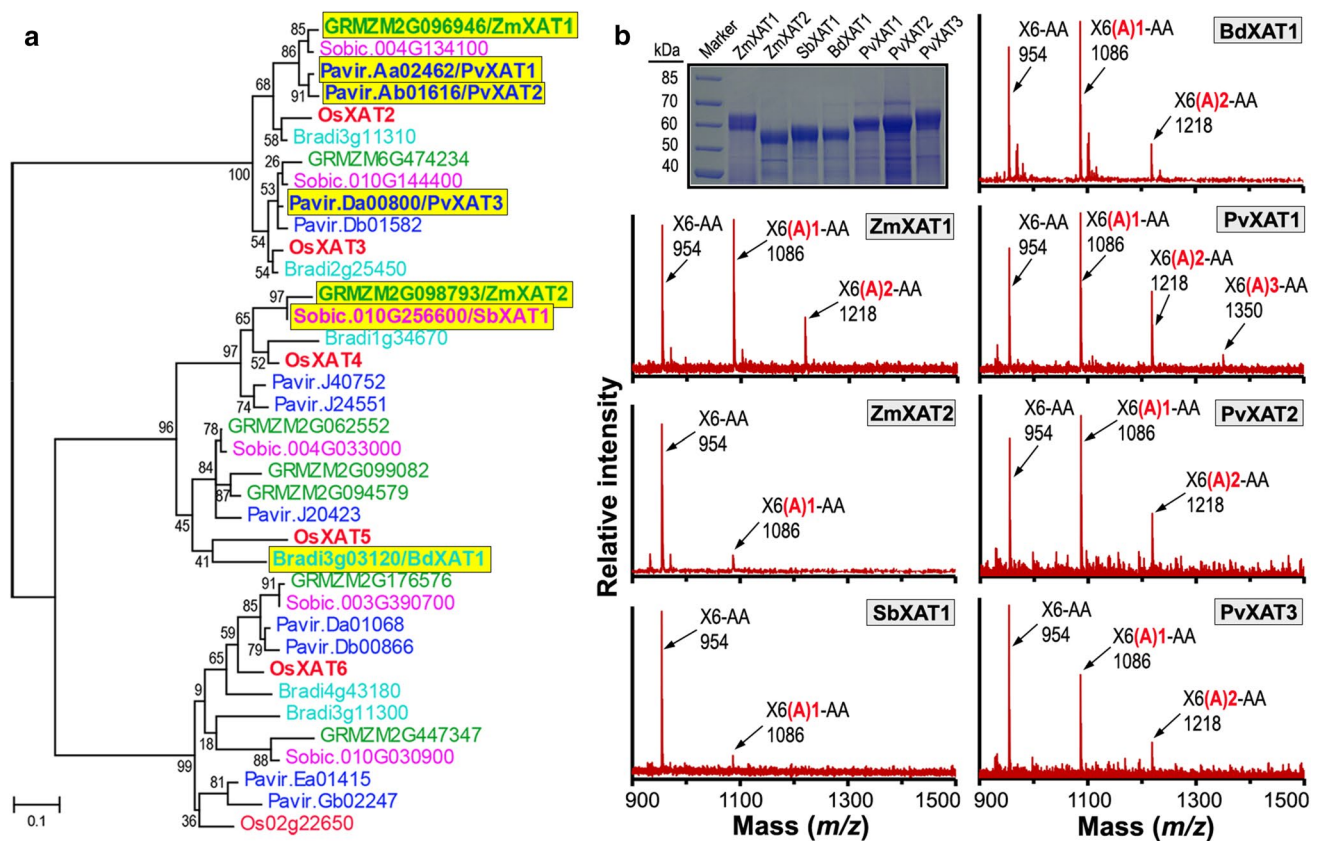 a
85
GRMZM2G096946/ZmXAT1
86
Sobic.004G134100
68
Pavir.Aa02462/PvXAT1
91
Pavir.Ab01616/PvXAT2
OsXAT2
58
Bradi3g11310
100
26
GRMZM6G474234
53
Sobic.010G144400
Pavir.Da00800/PvXAT3
Pavir.Db01582
54
OsXAT3
54
Bradi2g25450
97
GRMZM2G098793/ZmXAT2
65
Sobic.010G256600/SbXAT1
97
Bradi1g34670
52
OsXAT4
Pavir.J40752
74
Pavir.J24551
96
78
GRMZM2G062552
Sobic.004G033000
84
GRMZM2G099082
87
GRMZM2G094579
45
Pavir.J20423
OsXAT5
41
Bradi3g03120/BdXAT1
91
GRMZM2G176576
85
Sobic.003G390700
59
Pavir.Da01068
79
Pavir.Db00866
65
OsXAT6
9
Bradi4g43180
Bradi3g11300
18
GRMZM2G447347
88
Sobic.010G030900
99
81
Pavir.Ea01415
Pavir.Gb02247
36
Os02g22650
0.1
b
kDa
Marker
ZmXAT1
ZmXAT2
SbXAT1
BdXAT1
PvXAT1
PvXAT2
PvXAT3
85
70
60
50
40
Relative intensity
ZmXAT1
X6-AA
954
X6(A)1-AA
1086
X6(A)2-AA
1218
ZmXAT2
X6-AA
954
X6(A)1-AA
1086
SbXAT1
X6-AA
954
X6(A)1-AA
1086
900 1100 1300 1500
Mass (m/z)
BdXAT1
X6-AA
954
X6(A)1-AA
1086
X6(A)2-AA
1218
PvXAT1
X6-AA
954
X6(A)1-AA
1086
X6(A)2-AA
1218
X6(A)3-AA
1350
PvXAT2
X6-AA
954
X6(A)1-AA
1086
X6(A)2-AA
1218
PvXAT3
X6-AA
954
X6(A)1-AA
1086
X6(A)2-AA
1218
900 1100 1300 1500
Mass (m/z)